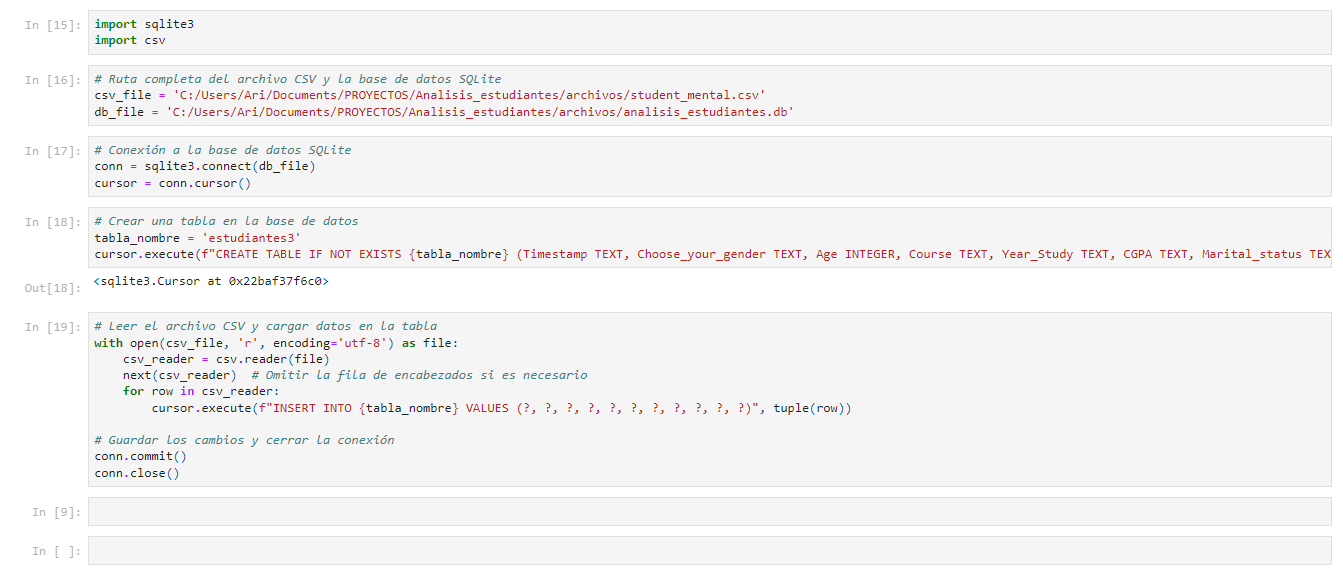 In [15]: import sqlite3
import csv
In [16]: # Ruta completa del archivo CSV y la base de datos SQLite
csv_file = 'C:/Users/Ari/Documents/PROYECTOS/Analisis_estudiantes/archivos/student_mental.csv'
db_file = 'C:/Users/Ari/Documents/PROYECTOS/Analisis_estudiantes/archivos/analisis_estudiantes.db'
In [17]: # Conexión a la base de datos SQLite
conn = sqlite3.connect(db_file)
cursor = conn.cursor()
In [18]: # Crear una tabla en la base de datos
tabla_nombre = 'estudiantes3'
cursor.execute(f"CREATE TABLE IF NOT EXISTS {tabla_nombre} (Timestamp TEXT, Choose_your_gender TEXT, Age INTEGER, Course TEXT, Year_Study TEXT, CGPA TEXT, Marital_status TEX
Out[18]: <sqlite3.Cursor at 0x22baf37f6c0>
In [19]: # Leer el archivo CSV y cargar datos en la tabla
with open(csv_file, 'r', encoding='utf-8') as file:
    csv_reader = csv.reader(file)
    next(csv_reader)  # Omitir la fila de encabezados si es necesario
    for row in csv_reader:
        cursor.execute(f"INSERT INTO {tabla_nombre} VALUES (?, ?, ?, ?, ?, ?, ?, ?, ?, ?, ?)", tuple(row))
# Guardar los cambios y cerrar la conexión
conn.commit()
conn.close()
In [9]:
In [ ]: